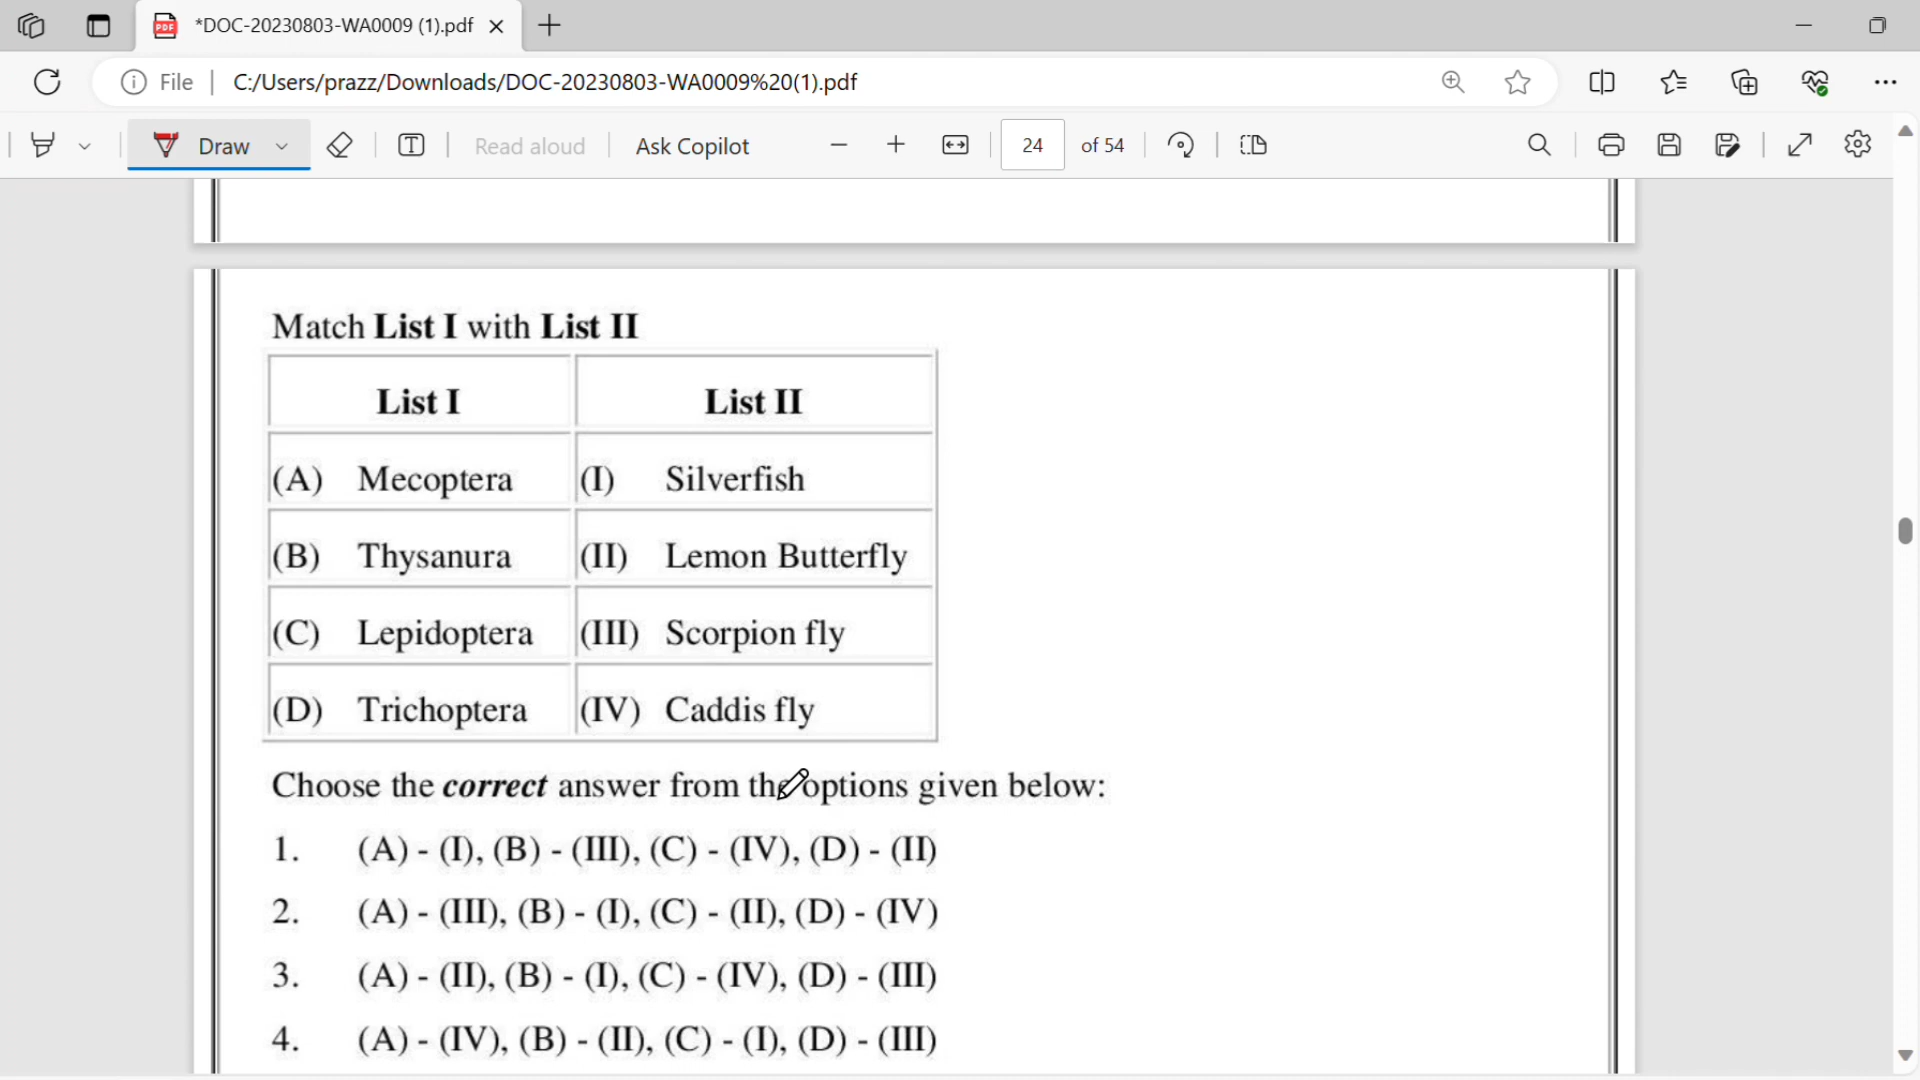 *DOC-20230803-WA0009 (1).pdf
File C:/Users/prazz/Downloads/DOC-20230803-WA0009%20(1).pdf
Draw Read aloud Ask Copilot 24 of 54
Match List I with List II
List I List II
(A) Mecoptera (I) Silverfish
(B) Thysanura (II) Lemon Butterfly
(C) Lepidoptera (III) Scorpion fly
(D) Trichoptera (IV) Caddis fly
Choose the correct answer from the options given below:
1. (A) - (I), (B) - (III), (C) - (IV), (D) - (II)
2. (A) - (III), (B) - (I), (C) - (II), (D) - (IV)
3. (A) - (II), (B) - (I), (C) - (IV), (D) - (III)
4. (A) - (IV), (B) - (II), (C) - (I), (D) - (III)